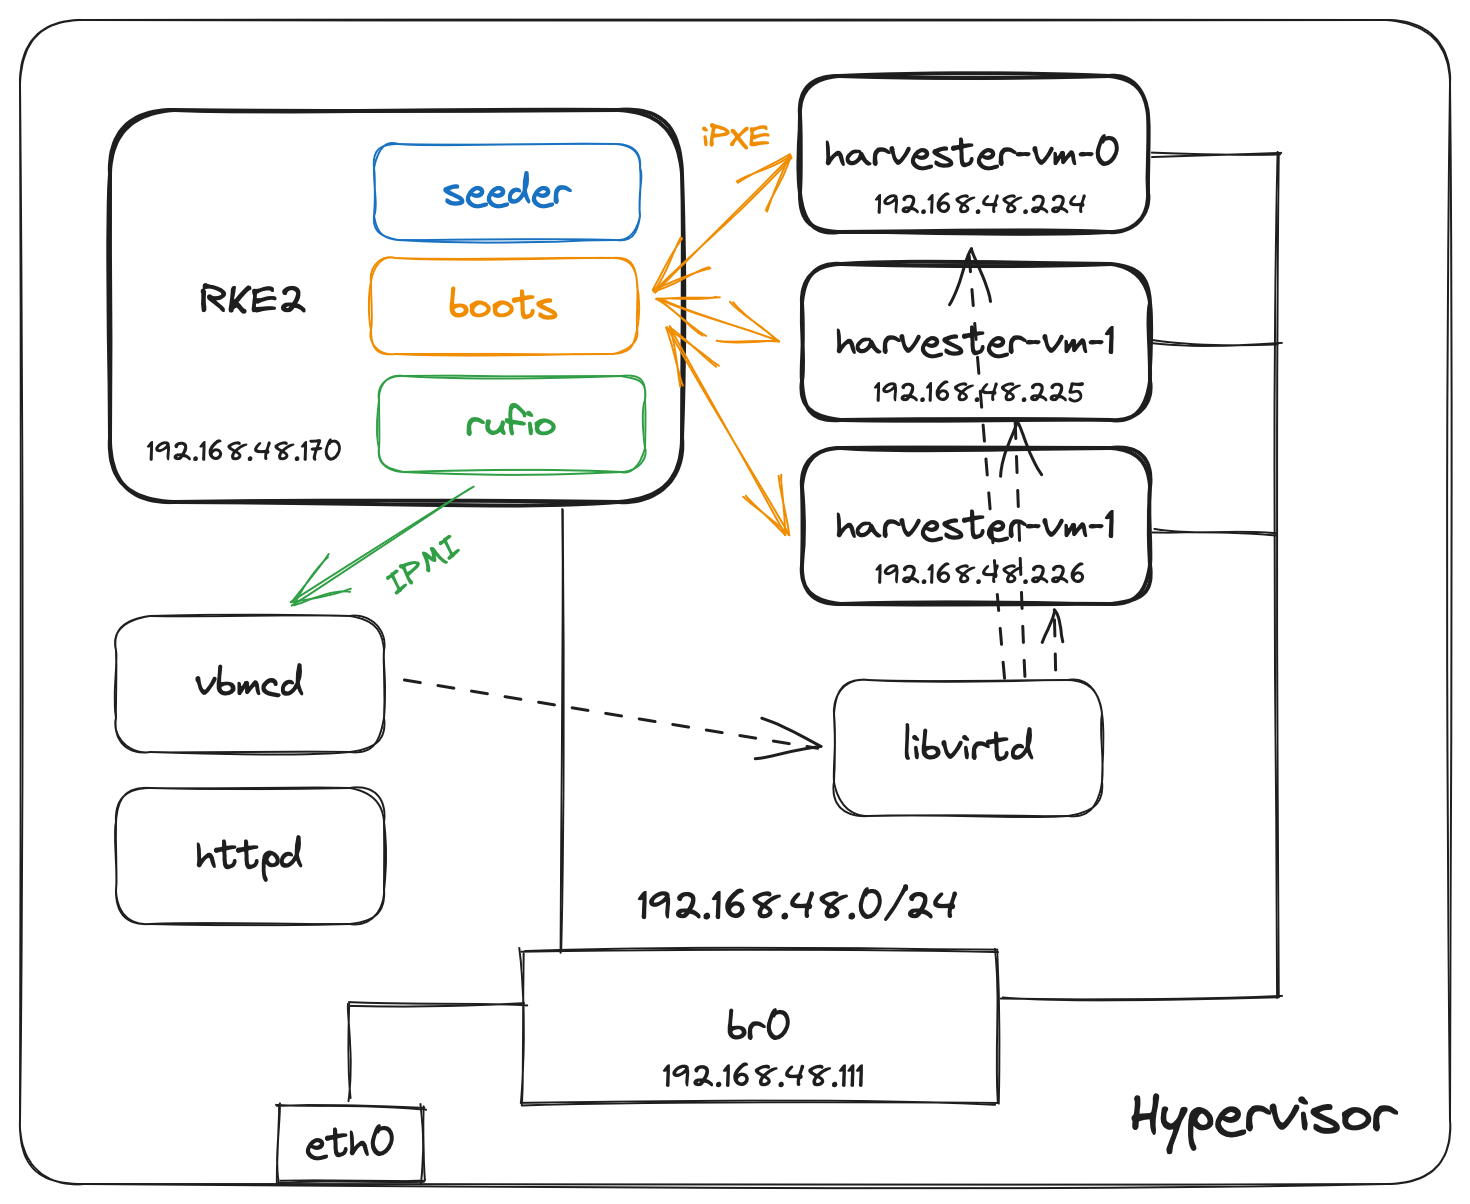 iPXE
harvester-vm-0
192.168.48.224
seeder
RKE2
boots
harvester-vm-1
192.168.48.225
rufio
192.168.48.170
harvester-vm-1
192.168.48.226
IPMI
vbmcd
libvirtd
httpd
192.168.48.0/24
br0
192.168.48.111
Hypervisor
eth0